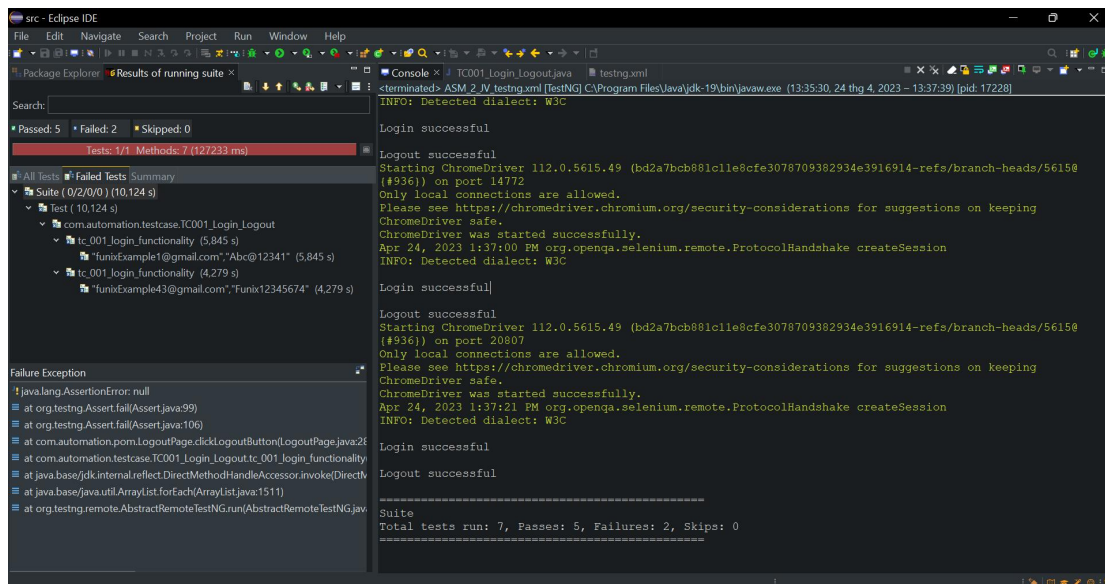 src - Eclipse IDE
File Edit Navigate Search Project Run Window Help
Package Explorer Results of running suite ×
Search:
Passed: 5 Failed: 2 Skipped: 0
Tests: 1/1 Methods: 7 (127233 ms)
All Tests Failed Tests Summary
Suite ( 0/2/0/0 ) (10,124 s)
Test ( 10,124 s)
com.automation.testcase.TC001_Login_Logout
tc_001_login_functionality (5,845 s)
"funixExample1@gmail.com","Abc@12341" (5,845 s)
tc_001_login_functionality (4,279 s)
"funixExample43@gmail.com","Funix12345674" (4,279 s)
Failure Exception
java.lang.AssertionError: null
at org.testng.Assert.fail(Assert.java:99)
at org.testng.Assert.fail(Assert.java:106)
at com.automation.pom.LogoutPage.clickLogoutButton(LogoutPage.java:28
at com.automation.testcase.TC001_Login_Logout.tc_001_login_functionality
at java.base/jdk.internal.reflect.DirectMethodHandleAccessor.invoke(DirectM
at java.base/java.util.ArrayList.forEach(ArrayList.java:1511)
at org.testng.remote.AbstractRemoteTestNG.run(AbstractRemoteTestNG.jav
Console × TC001_Login_Logout.java testng.xml
<terminated> ASM_2_JV_testng.xml [TestNG] C:\Program Files\Java\jdk-19\bin\javaw.exe (13:35:30, 24 thg 4, 2023 – 13:37:39) [pid: 17228]
INFO: Detected dialect: W3C
Login successful
Logout successful
Starting ChromeDriver 112.0.5615.49 (bd2a7bcb881c11e8cfe3078709382934e3916914-refs/branch-heads/5615@
{#936}) on port 14772
Only local connections are allowed.
Please see https://chromedriver.chromium.org/security-considerations for suggestions on keeping
ChromeDriver safe.
ChromeDriver was started successfully.
Apr 24, 2023 1:37:00 PM org.openqa.selenium.remote.ProtocolHandshake createSession
INFO: Detected dialect: W3C
Login successful
Logout successful
Starting ChromeDriver 112.0.5615.49 (bd2a7bcb881c11e8cfe3078709382934e3916914-refs/branch-heads/5615@
{#936}) on port 20807
Only local connections are allowed.
Please see https://chromedriver.chromium.org/security-considerations for suggestions on keeping
ChromeDriver safe.
ChromeDriver was started successfully.
Apr 24, 2023 1:37:21 PM org.openqa.selenium.remote.ProtocolHandshake createSession
INFO: Detected dialect: W3C
Login successful
Logout successful
===============================================
Suite
Total tests run: 7, Passes: 5, Failures: 2, Skips: 0
===============================================